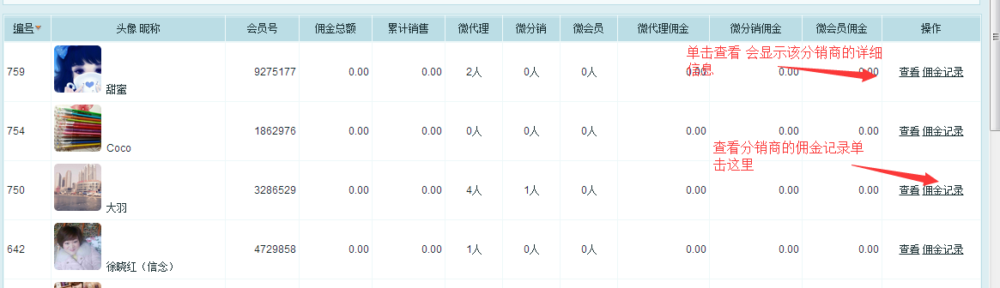 编号 头像 昵称 会员号 佣金总额 累计销售 微代理 微分销 微会员 微代理佣金 微分销佣金 微会员佣金 操作
单击查看 会显示该分销商的详细
信息、
759 甜蜜 9275177 0.00 0.00 2人 0人 0人 0.00 0.00 0.00 查看 佣金记录
754 Coco 1862976 0.00 0.00 0人 0人 0人 0.00 0.00 0.00 查看 佣金记录
查看分销商的佣金记录单
击这里
750 大羽 3286529 0.00 0.00 4人 1人 0人 0.00 0.00 0.00 查看 佣金记录
642 徐晓红（信念） 4729858 0.00 0.00 1人 0人 0人 0.00 0.00 0.00 查看 佣金记录